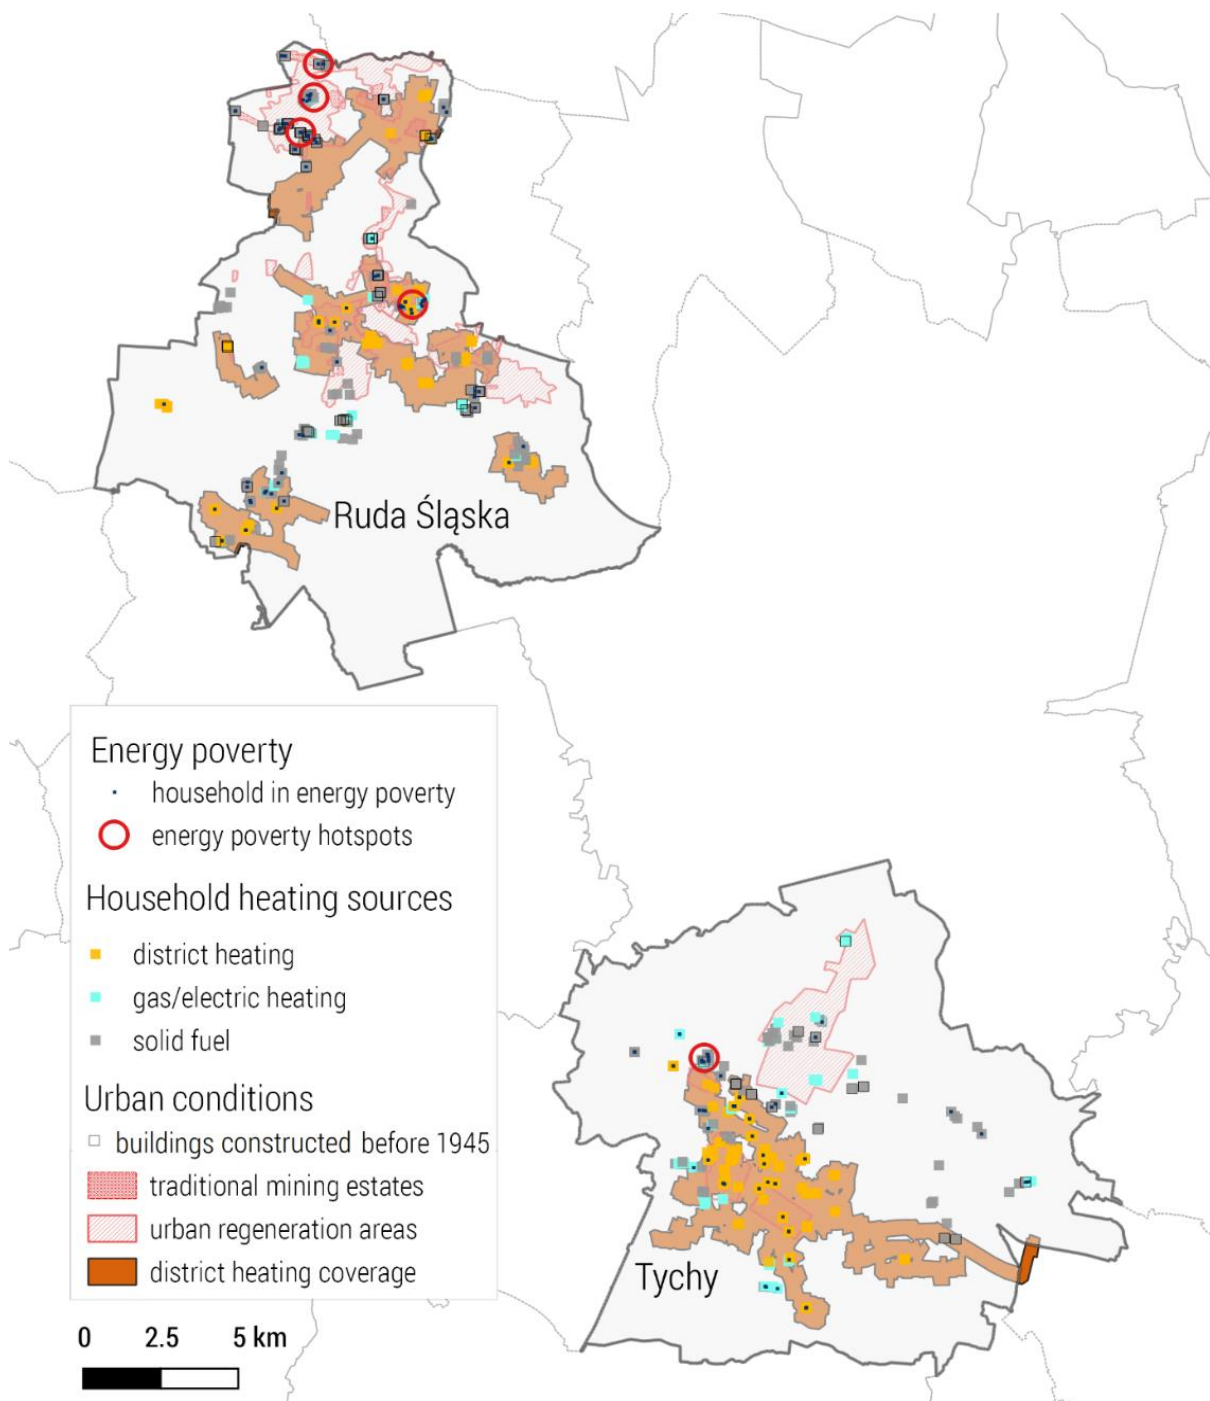 Ruda Śląska
Energy poverty
household in energy poverty
energy poverty hotspots
Household heating sources
district heating
gas/electric heating
solid fuel
Urban conditions
buildings constructed before 1945
traditional mining estates
urban regeneration areas
district heating coverage
Tychy
0 2.5 5 km